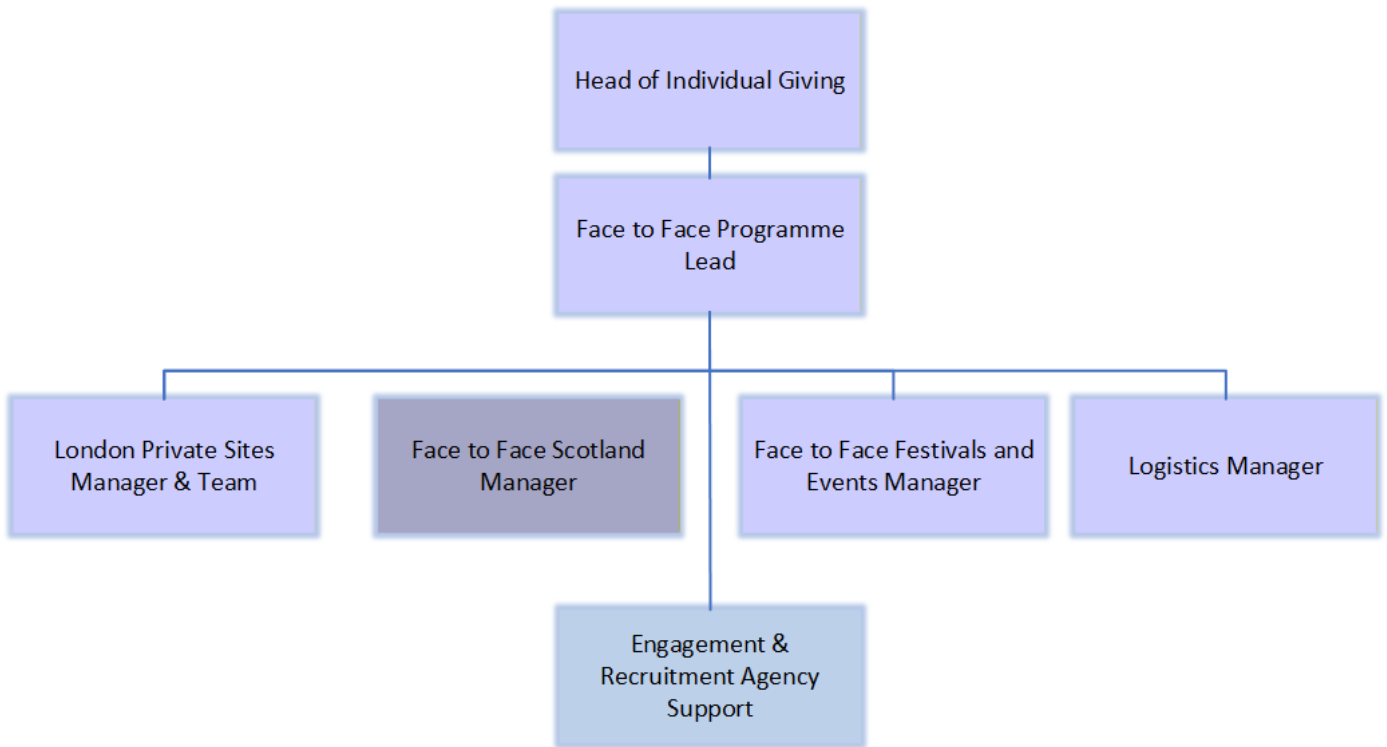 Head of Individual Giving
Face to Face Programme
Lead
London Private Sites
Manager & Team
Face to Face Scotland
Manager
Face to Face Festivals and
Events Manager
Logistics Manager
Engagement &
Recruitment Agency
Support